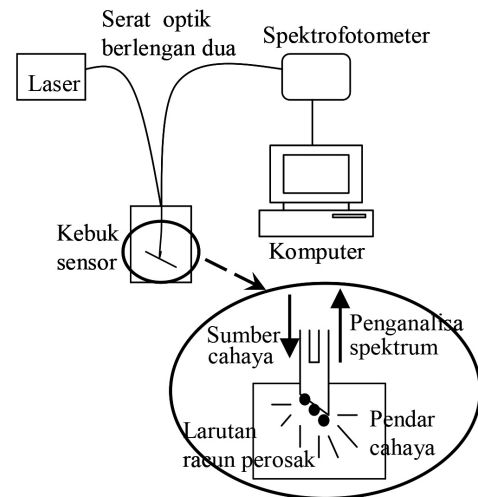 Serat optik
berlengan dua
Spektrofotometer
Laser
Kebuk
sensor
Komputer
Sumber
cahaya
Penganalisa
spektrum
Larutan
racun perosak
Pendar
cahaya